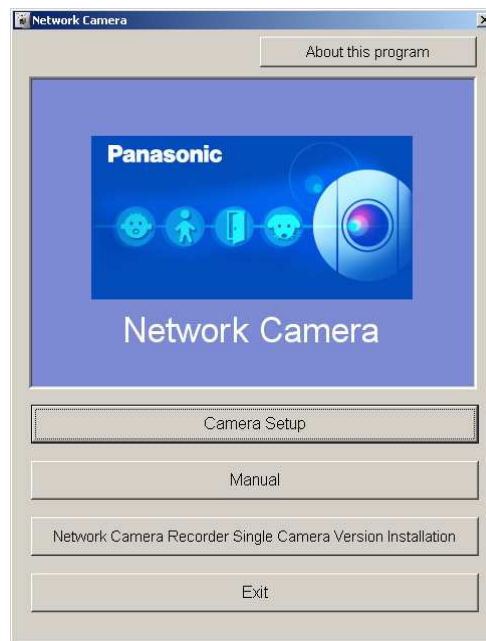 Network Camera
About this program
Panasonic
Network Camera
Camera Setup
Manual
Network Camera Recorder Single Camera Version Installation
Exit